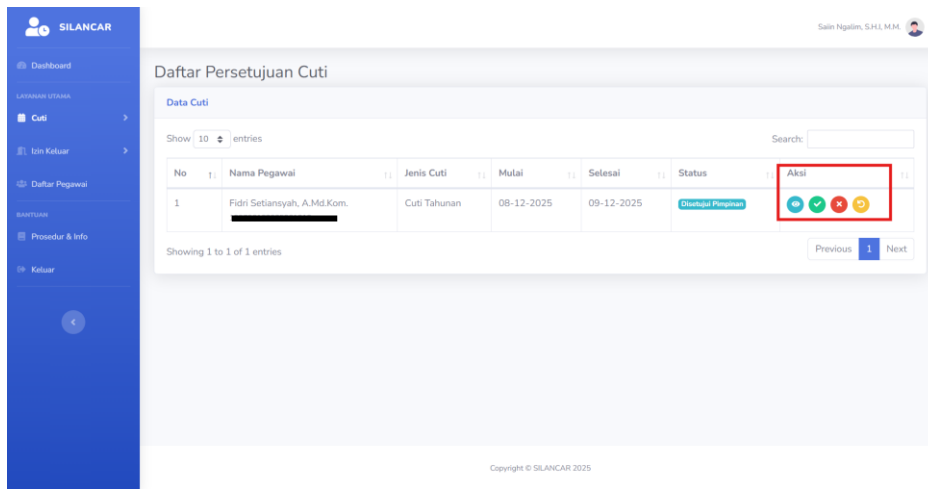 SILANCAR
Salin Ngalim, S.H.I, M.M.
Dashboard
LAYANAN UTAMA
Cuti
Izin Keluar
Daftar Pegawai
BANTUAN
Prosedur & Info
Keluar
Daftar Persetujuan Cuti
Data Cuti
Show 10 entries
Search:
No Nama Pegawai Jenis Cuti Mulai Selesai Status Aksi
1 Fidri Setiansyah, A.Md.Kom. Cuti Tahunan 08-12-2025 09-12-2025 Disetujui Pimpinan
Showing 1 to 1 of 1 entries
Previous 1 Next
Copyright © SILANCAR 2025